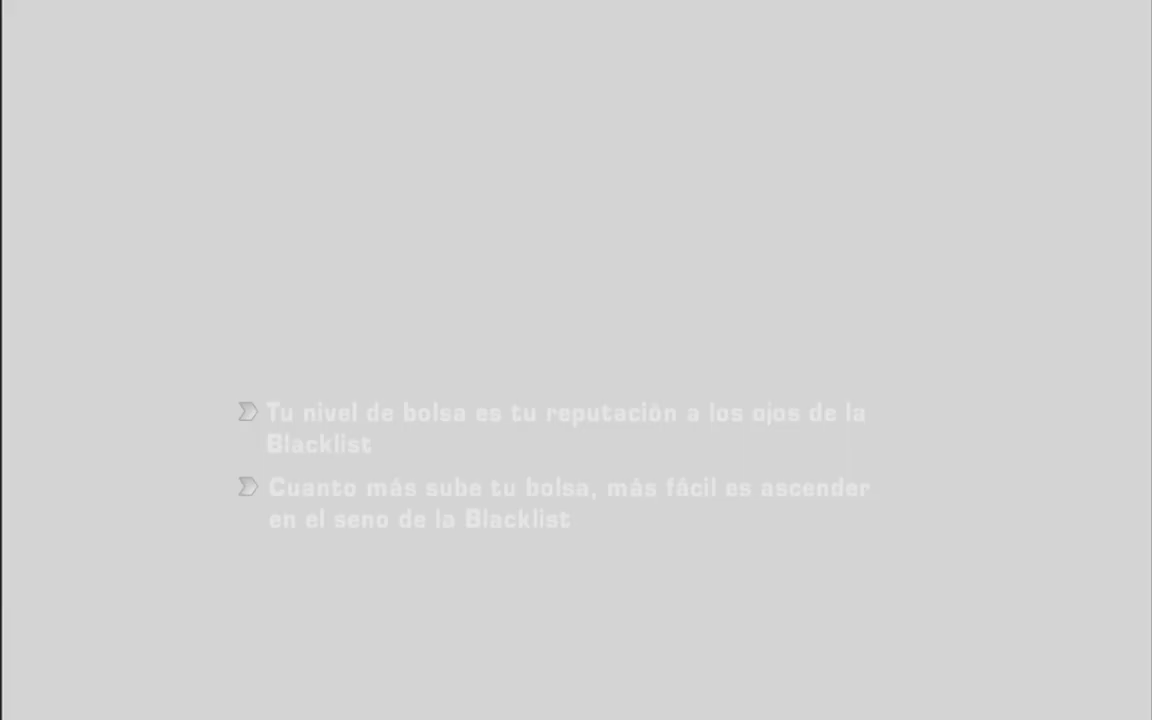 Tu nivel de bolsa es tu reputación a los ojos de la
Blacklist
Cuanto más sube tu bolsa, más fácil es ascender
en el seno de la Blacklist